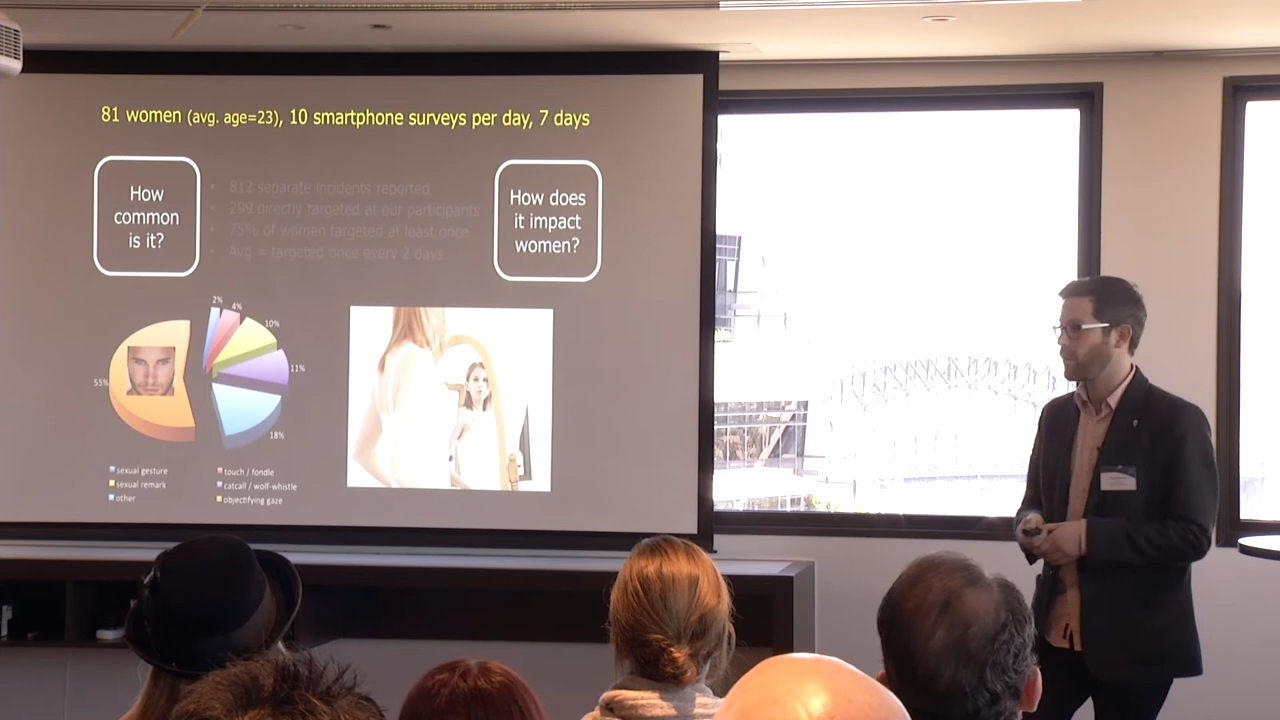 81 women (avg. age=23), 10 smartphone surveys per day, 7 days
How
common
is it?
• 812 separate incidents reported
• 299 directly targeted at our participants
• 75% of women targeted at least once
• Avg = targeted once every 2 days
How does
it impact
women?
2%
4%
10%
11%
18%
55%
sexual gesture
touch / fondle
sexual remark
catcall / wolf-whistle
other
objectifying gaze